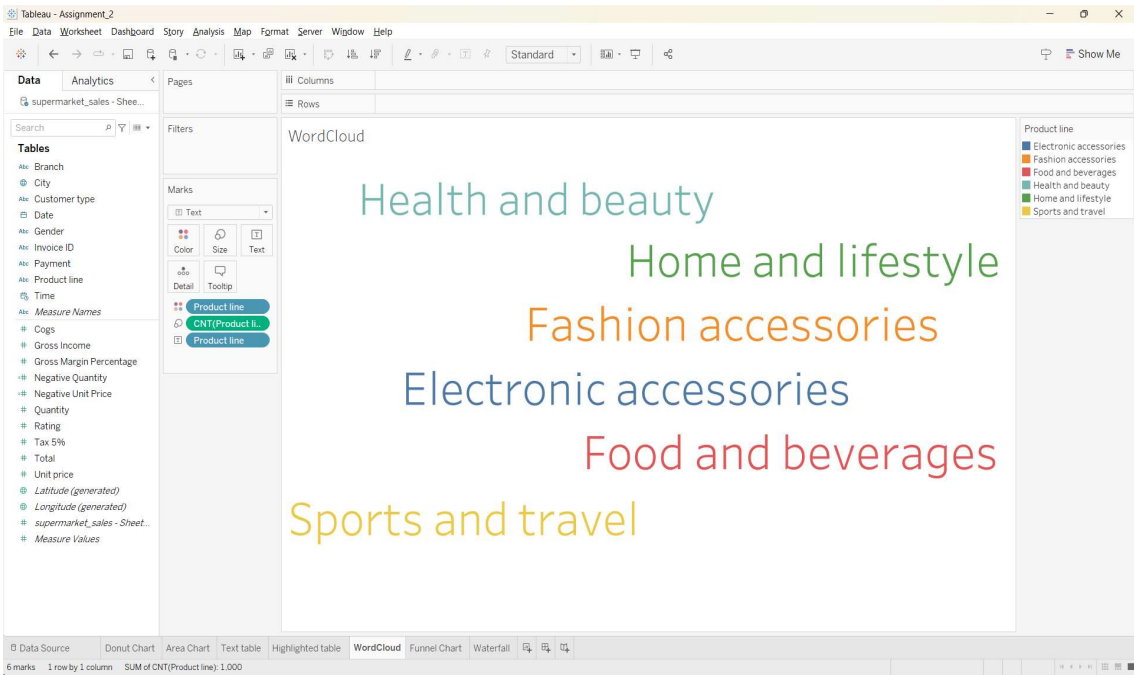 Tableau - Assignment_2
File Data Worksheet Dashboard Story Analysis Map Format Server Window Help
Standard
Show Me
Data Analytics
supermarket_sales - Shee...
Search
Tables
Abc Branch
City
Abc Customer type
Date
Abc Gender
Abc Invoice ID
Abc Payment
Abc Product line
Time
Abc Measure Names
# Cogs
# Gross Income
# Gross Margin Percentage
=# Negative Quantity
=# Negative Unit Price
# Quantity
# Rating
# Tax 5%
# Total
# Unit price
Latitude (generated)
Longitude (generated)
# supermarket_sales - Sheet...
# Measure Values
Pages
Filters
Marks
Text
Color Size Text
Detail Tooltip
Product line
CNT(Product li..
Product line
Columns
Rows
WordCloud
Health and beauty
Home and lifestyle
Fashion accessories
Electronic accessories
Food and beverages
Sports and travel
Product line
Electronic accessories
Fashion accessories
Food and beverages
Health and beauty
Home and lifestyle
Sports and travel
Data Source Donut Chart Area Chart Text table Highlighted table WordCloud Funnel Chart Waterfall
6 marks 1 row by 1 column SUM of CNT(Product line): 1,000